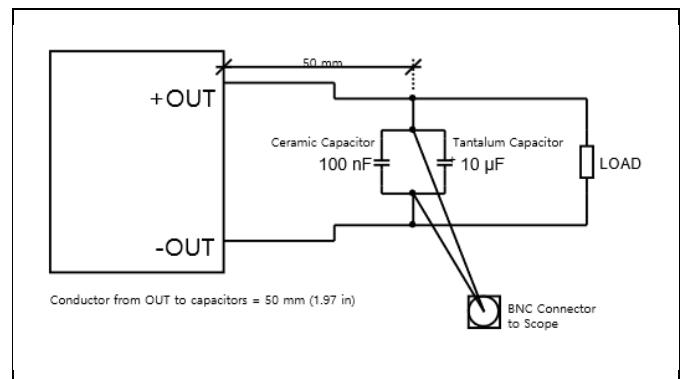 50 mm
+OUT
Ceramic Capacitor
100 nF
Tantalum Capacitor
+ 10 µF
LOAD
-OUT
Conductor from OUT to capacitors = 50 mm (1.97 in)
BNC Connector
to Scope